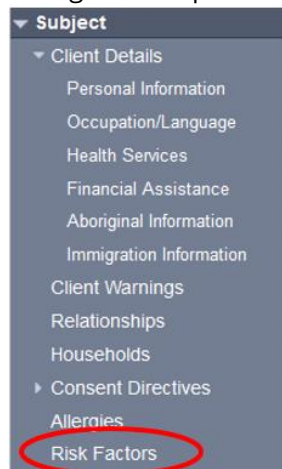 Subject
Client Details
Personal Information
Occupation/Language
Health Services
Financial Assistance
Aboriginal Information
Immigration Information
Client Warnings
Relationships
Households
Consent Directives
Allergies
Risk Factors